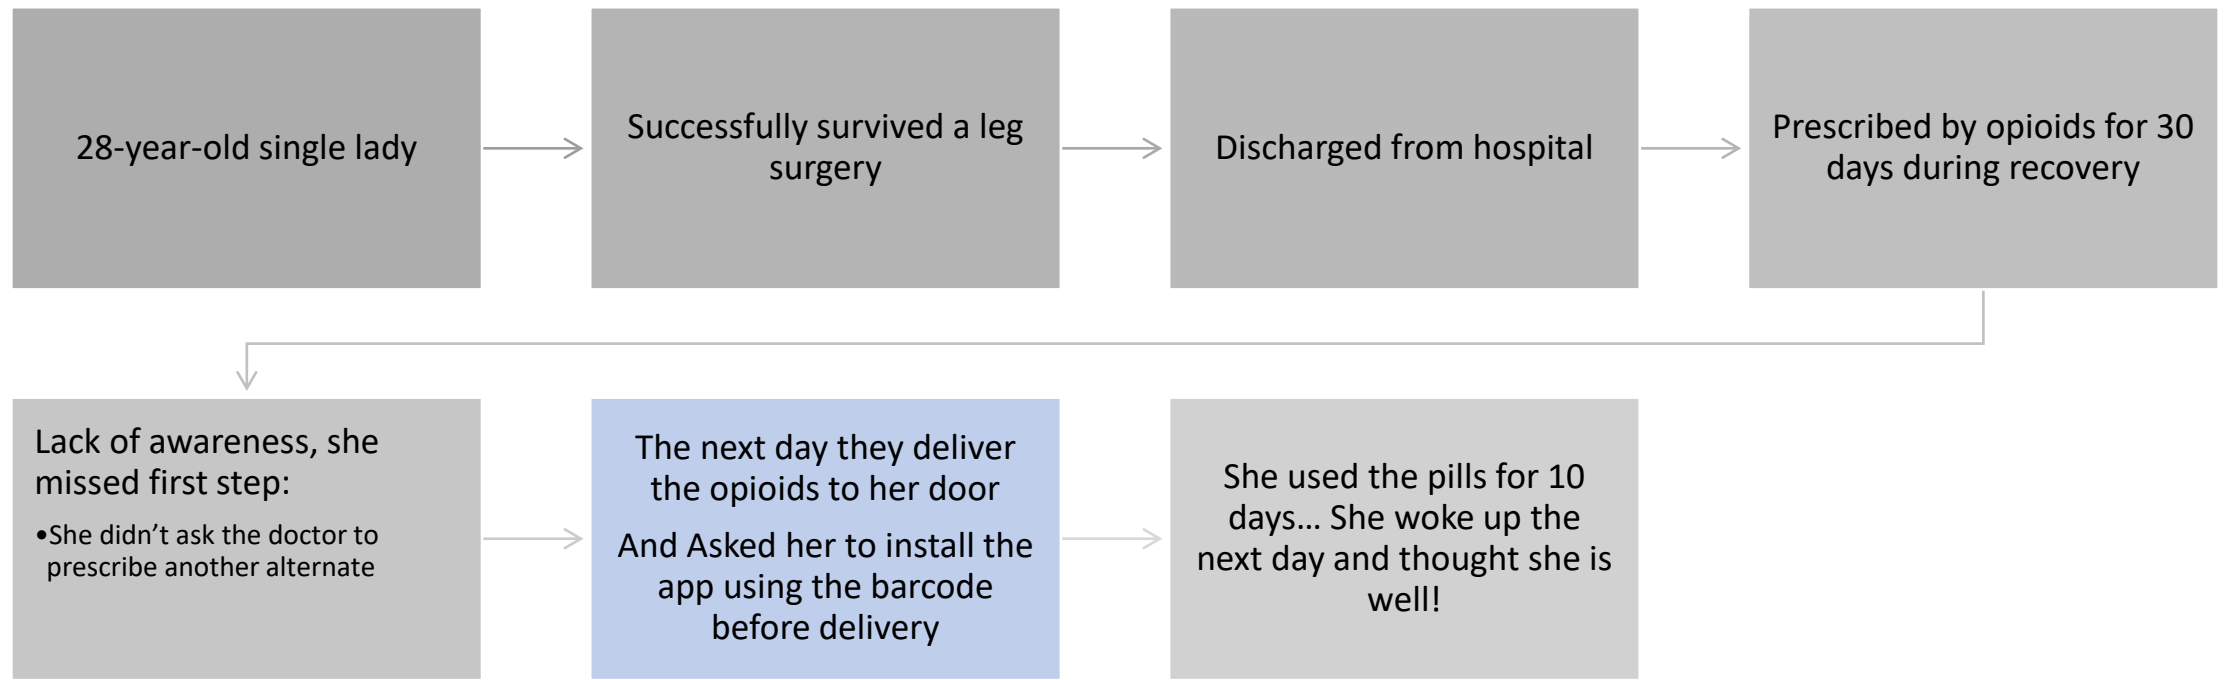 28-year-old single lady
Successfully survived a leg
surgery
Discharged from hospital
Prescribed by opioids for 30
days during recovery
Lack of awareness, she
missed first step:
•She didn’t ask the doctor to
prescribe another alternate
The next day they deliver
the opioids to her door
And Asked her to install the
app using the barcode
before delivery
She used the pills for 10
days… She woke up the
next day and thought she is
well!